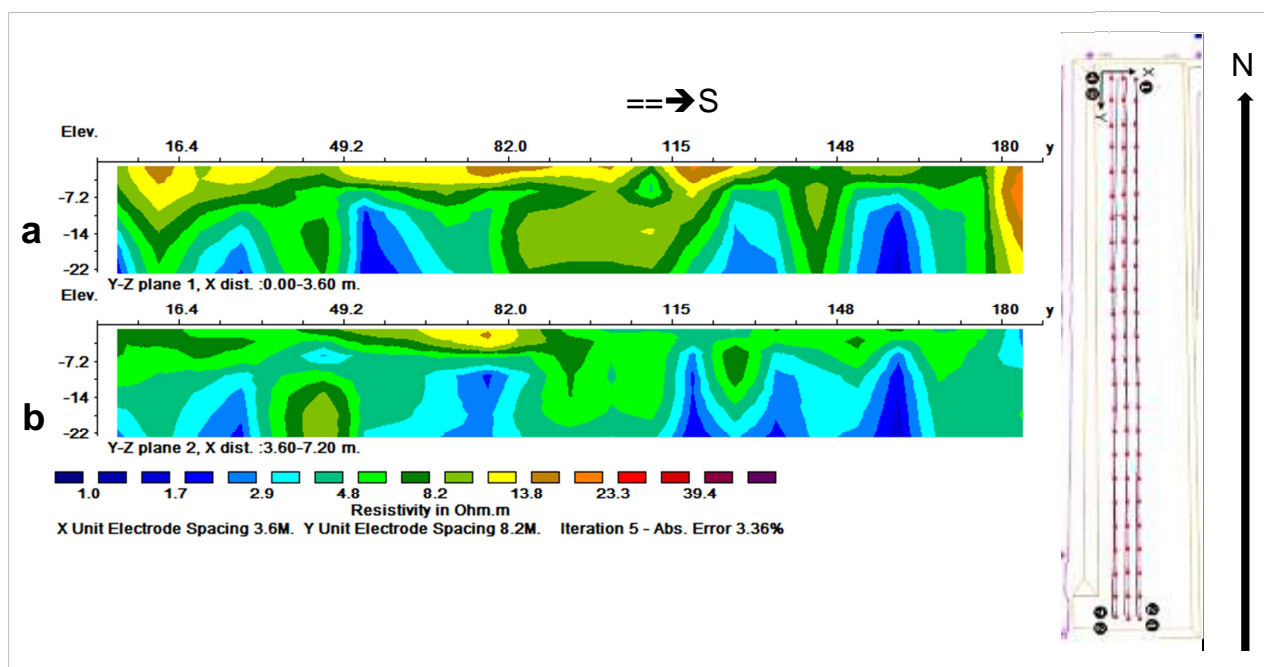 ==➔S
Elev.
16.4 49.2 82.0 115 148 180 y
-7.2
-14
-22
a
Y-Z plane 1, X dist. :0.00-3.60 m.
Elev.
16.4 49.2 82.0 115 148 180 y
-7.2
-14
-22
b
Y-Z plane 2, X dist. :3.60-7.20 m.
1.0 1.7 2.9 4.8 8.2 13.8 23.3 39.4
Resistivity in Ohm.m
X Unit Electrode Spacing 3.6M. Y Unit Electrode Spacing 8.2M. Iteration 5 - Abs. Error 3.36%
N
X
Y
1